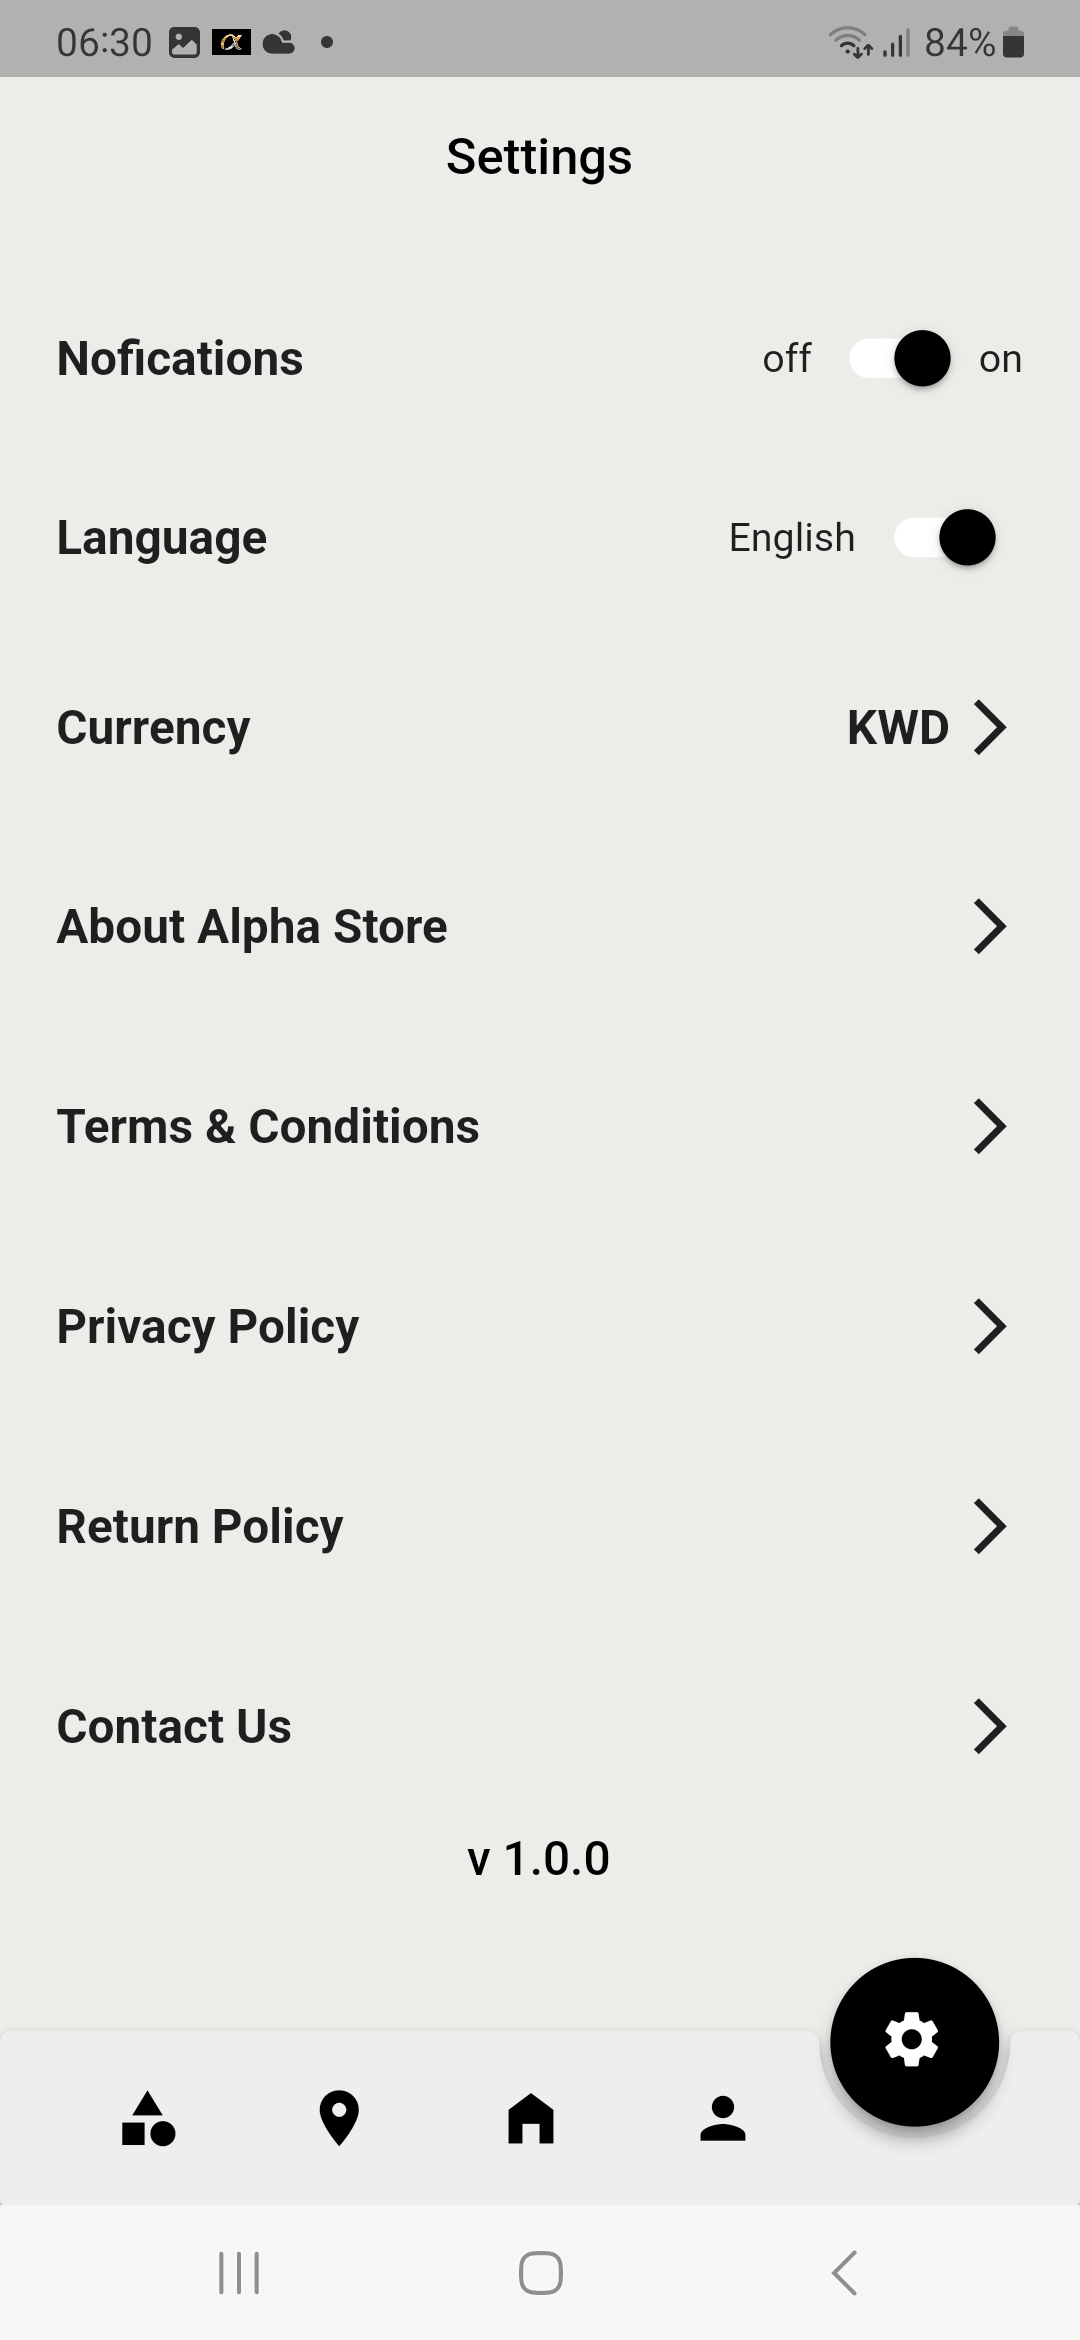 06:30
84%
Settings
Nofications
off on
Language
English
Currency
KWD
About Alpha Store
Terms & Conditions
Privacy Policy
Return Policy
Contact Us
v 1.0.0